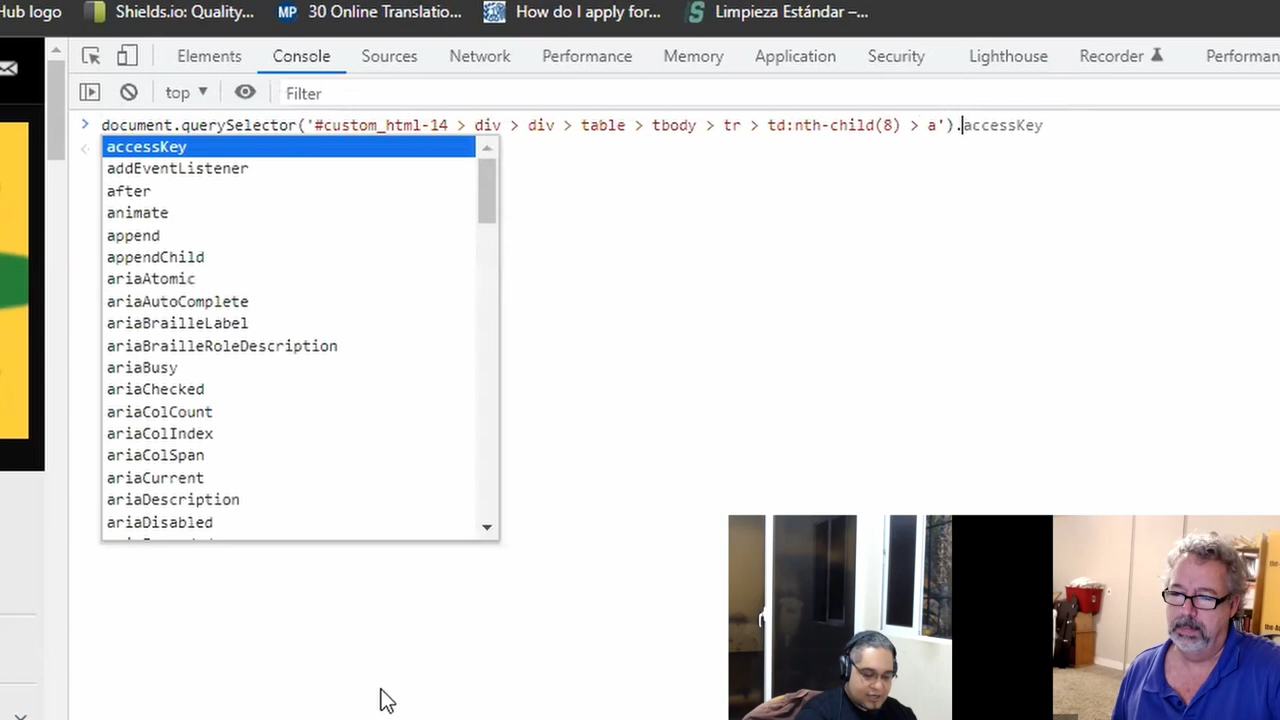 Hub logo Shields.io: Quality... MP 30 Online Translatio... How do I apply for... Limpieza Estándar –...
Elements Console Sources Network Performance Memory Application Security Lighthouse Recorder Performan
top ▼ Filter
> document.querySelector('#custom_html-14 > div > div > table > tbody > tr > td:nth-child(8) > a').accessKey
accessKey
addEventListener
after
animate
append
appendChild
ariaAtomic
ariaAutoComplete
ariaBrailleLabel
ariaBrailleRoleDescription
ariaBusy
ariaChecked
ariaColCount
ariaColIndex
ariaColSpan
ariaCurrent
ariaDescription
ariaDisabled